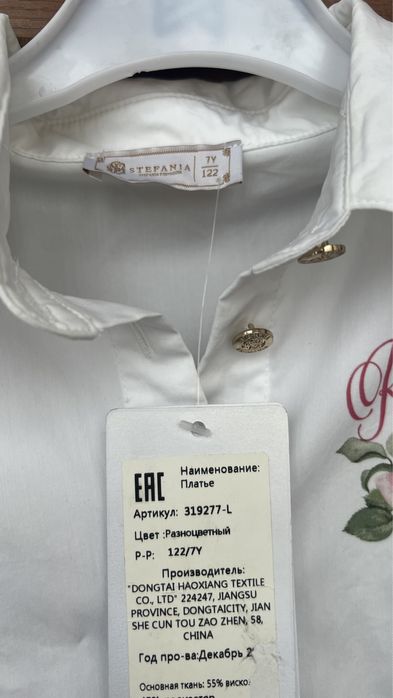 STEFANIA
7Y
122
EAC
Наименование:
Платье
Артикул: 319277-L
Цвет :Разноцветный
Р-Р: 122/7Y
Производитель:
"DONGTAI HAOXIANG TEXTILE
CO., LTD" 224247, JIANGSU
PROVINCE, DONGTAICITY, JIAN
SHE CUN TOU ZAO ZHEN, 58,
CHINA
Год про-ва:Декабрь 2
Основная ткань: 55% виско